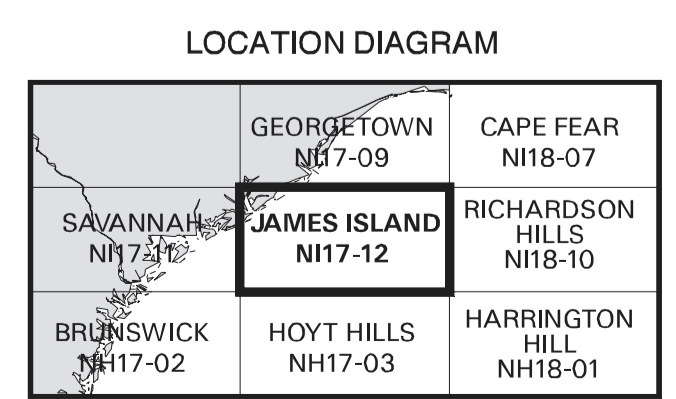 LOCATION DIAGRAM
GEORGETOWN
NI17-09
CAPE FEAR
NI18-07
SAVANNAH
NI17-11
JAMES ISLAND
NI17-12
RICHARDSON
HILLS
NI18-10
BRUNSWICK
NH17-02
HOYT HILLS
NH17-03
HARRINGTON
HILL
NH18-01